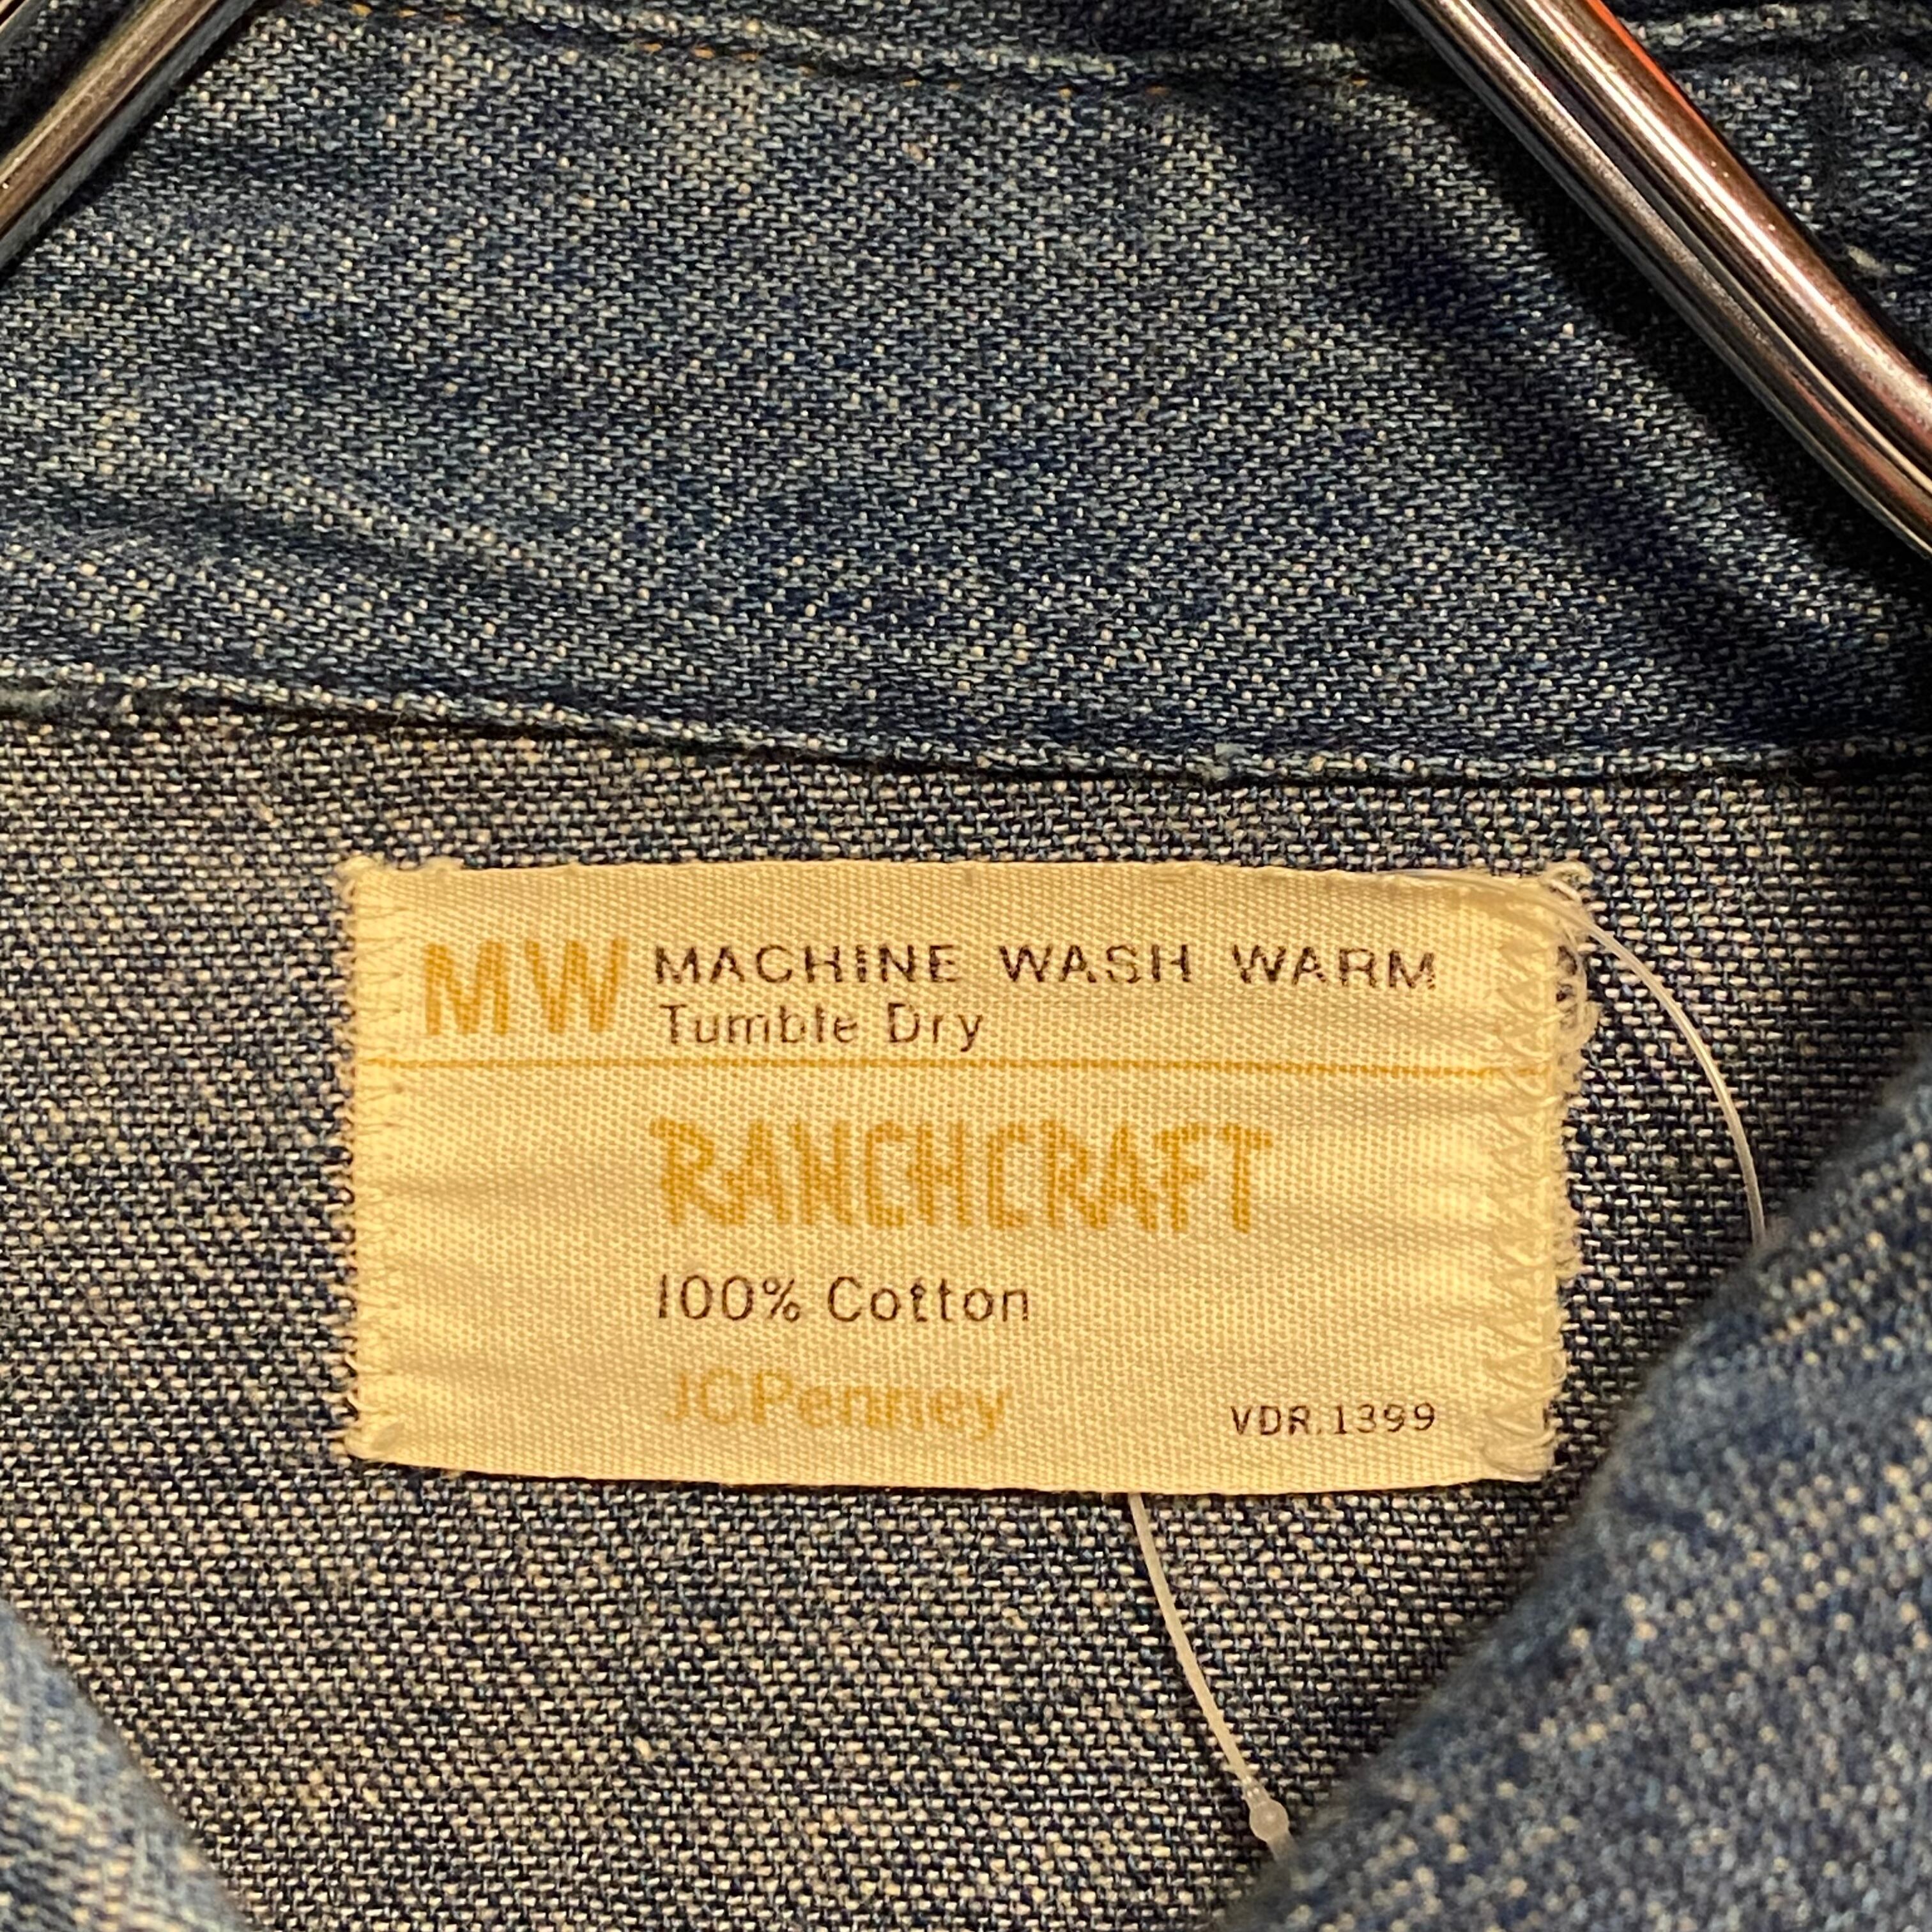 MW MACHINE WASH WARM
Tumble Dry
RANCHCRAFT
100% Cotton
JCPenney VDR.1399